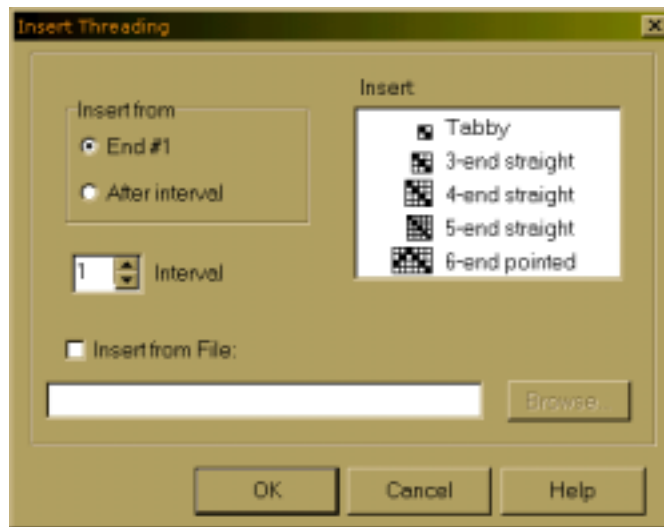 Insert Threading
Insert
Insert from
End #1
After interval
Tabby
3-end straight
4-end straight
5-end straight
6-end pointed
1 Interval
Insert from File:
Browse..
OK Cancel Help